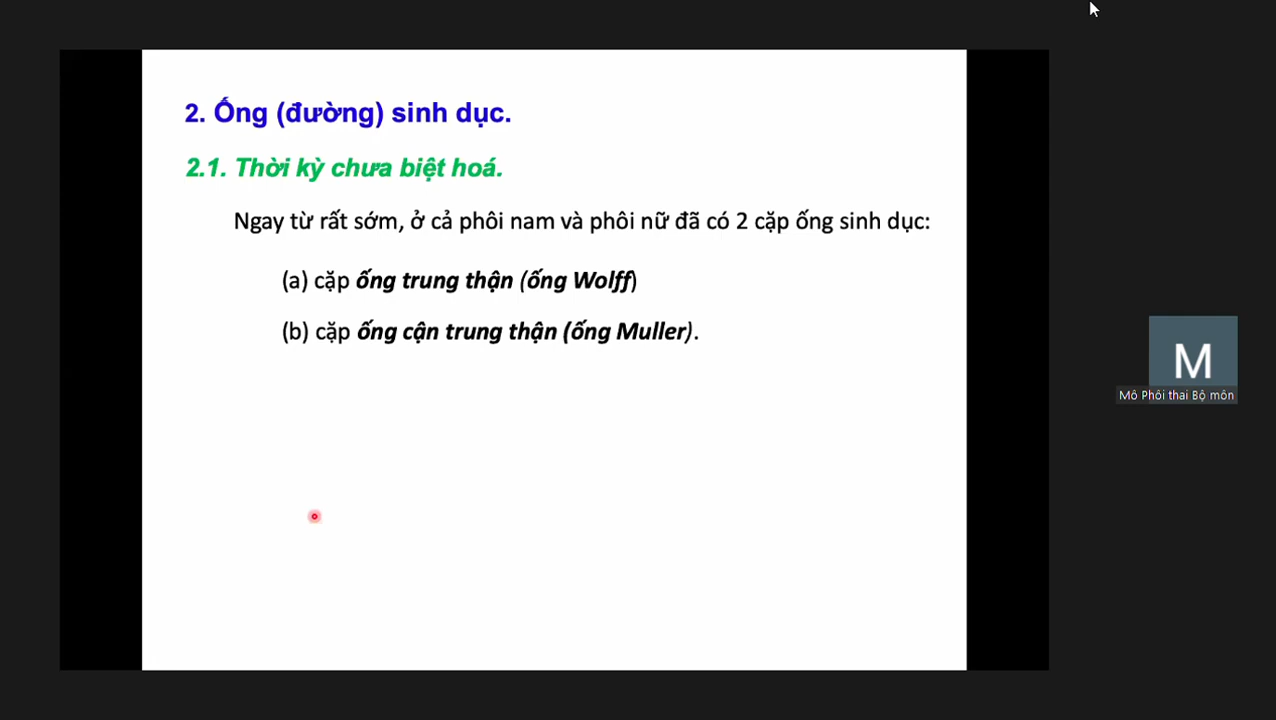 2. Ống (đường) sinh dục.
2.1. Thời kỳ chưa biệt hoá.
Ngay từ rất sớm, ở cả phôi nam và phôi nữ đã có 2 cặp ống sinh dục:
(a) cặp ống trung thận (ống Wolff)
(b) cặp ống cận trung thận (ống Muller).
M
Mô Phôi thai Bộ môn